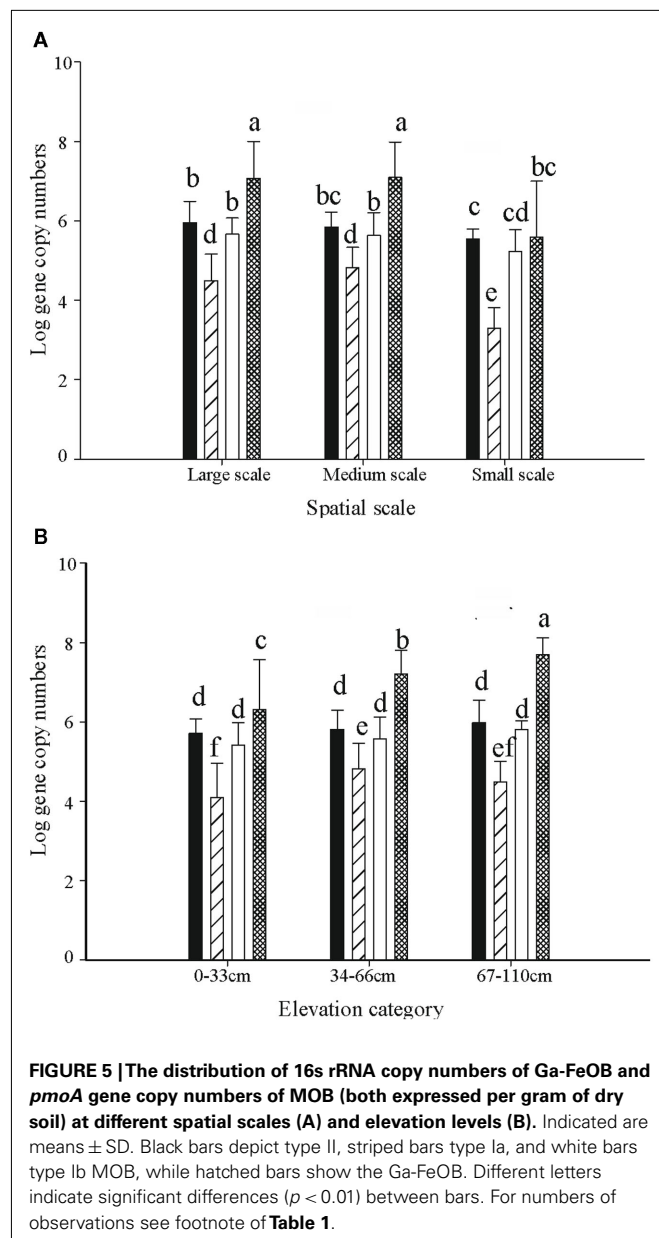 A
10
8
6
4
2
0
Log gene copy numbers
b
d
b
a
bc
d
b
a
c
e
cd
bc
Large scale
Medium scale
Small scale
Spatial scale
B
10
8
6
4
2
0
Log gene copy numbers
d
f
d
c
d
e
d
b
d
ef
d
a
0-33cm
34-66cm
67-110cm
Elevation category
FIGURE 5 | The distribution of 16s rRNA copy numbers of Ga-FeOB and
pmoA gene copy numbers of MOB (both expressed per gram of dry
soil) at different spatial scales (A) and elevation levels (B). Indicated are
means ± SD. Black bars depict type II, striped bars type Ia, and white bars
type Ib MOB, while hatched bars show the Ga-FeOB. Different letters
indicate significant differences (p < 0.01) between bars. For numbers of
observations see footnote of Table 1.